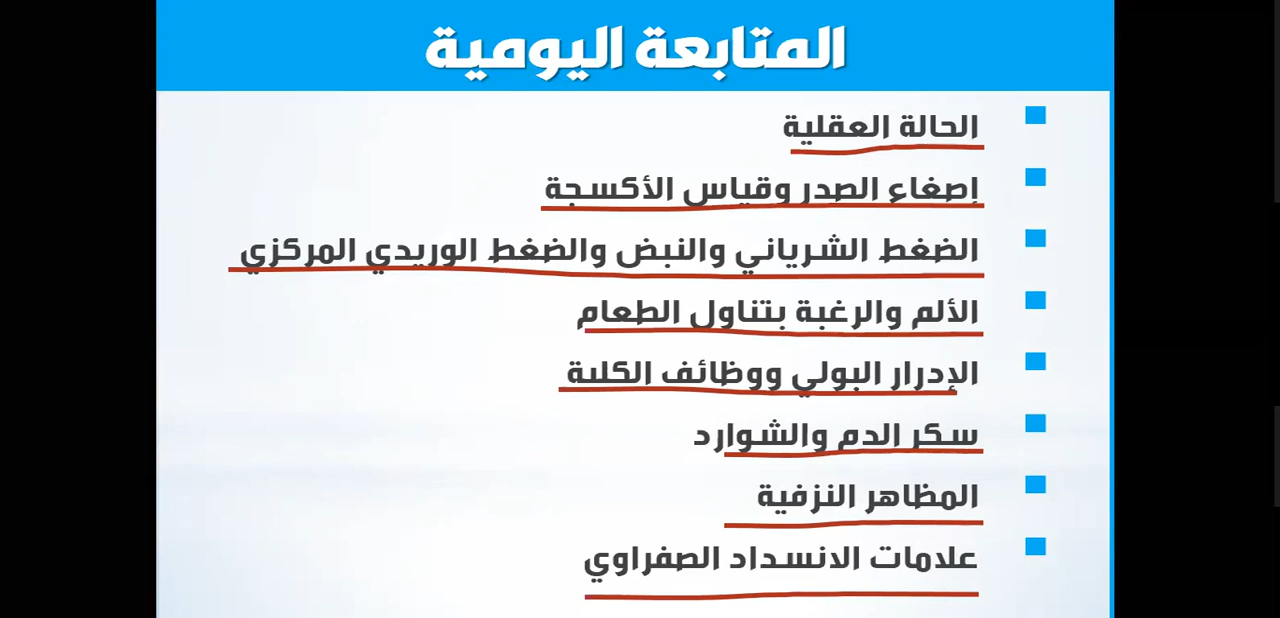 المتابعة اليومية
الحالة العقلية
إصغاء الصدر وقياس الأكسجة
الضغط الشرياني والنبض والضغط الوريدي المركزي
الألم والرغبة بتناول الطعام
الإدرار البولي ووظائف الكلية
سكر الدم والشوارد
المظاهر النزفية
علامات الانسداد الصفراوي